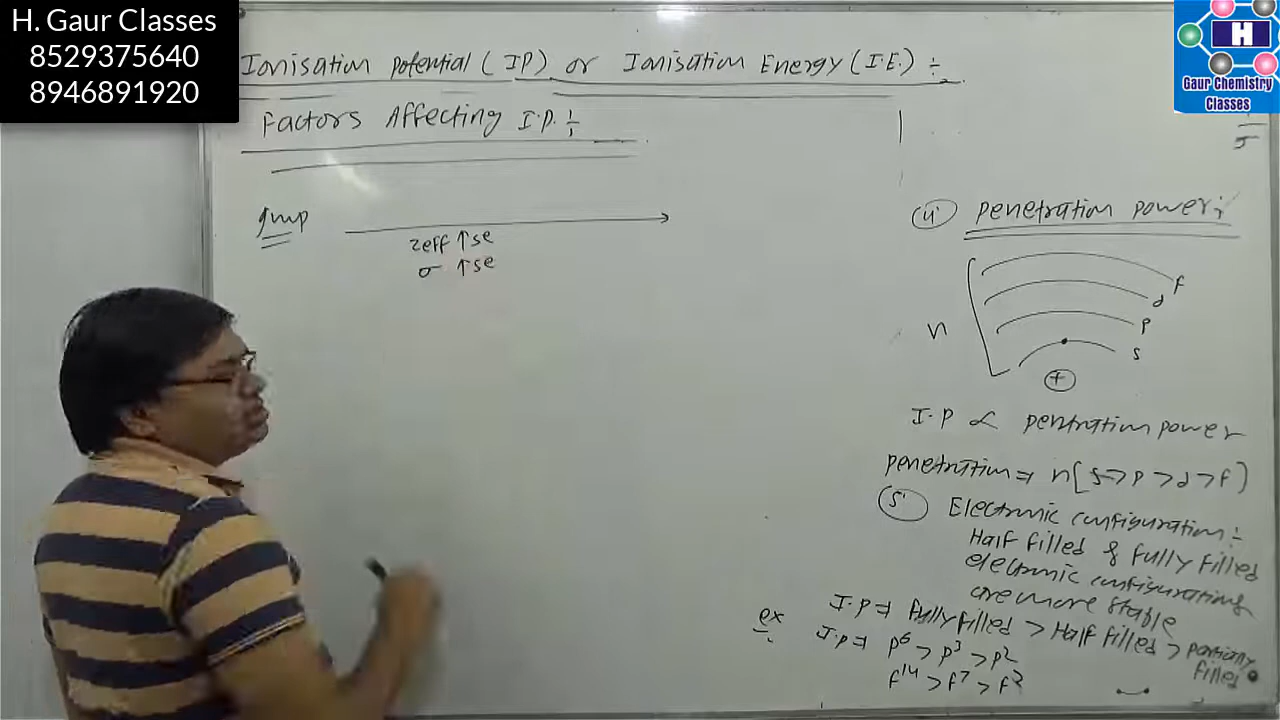 H. Gaur Classes
8529375640
8946891920
H
Gaur Chemistry
Classes
Ionisation potential (IP) or Ionisation Energy (I.E.) :-
Factors Affecting I.P. :-
Imp
zeff ↑se
σ ↑se
(4) penetration power:
f
d
p
s
n
+
I.P ∝ pentration power
penetration ⇒ n[s > p > d > f)
(5) Electronic configuration :-
Half filled & fully filled
electronic configurations
are more stable
I.P ⇒ fully filled > Half filled > partially
filled
ex I.P ⇒ p⁶ > p³ > p²
f¹⁴ > f⁷ > f³